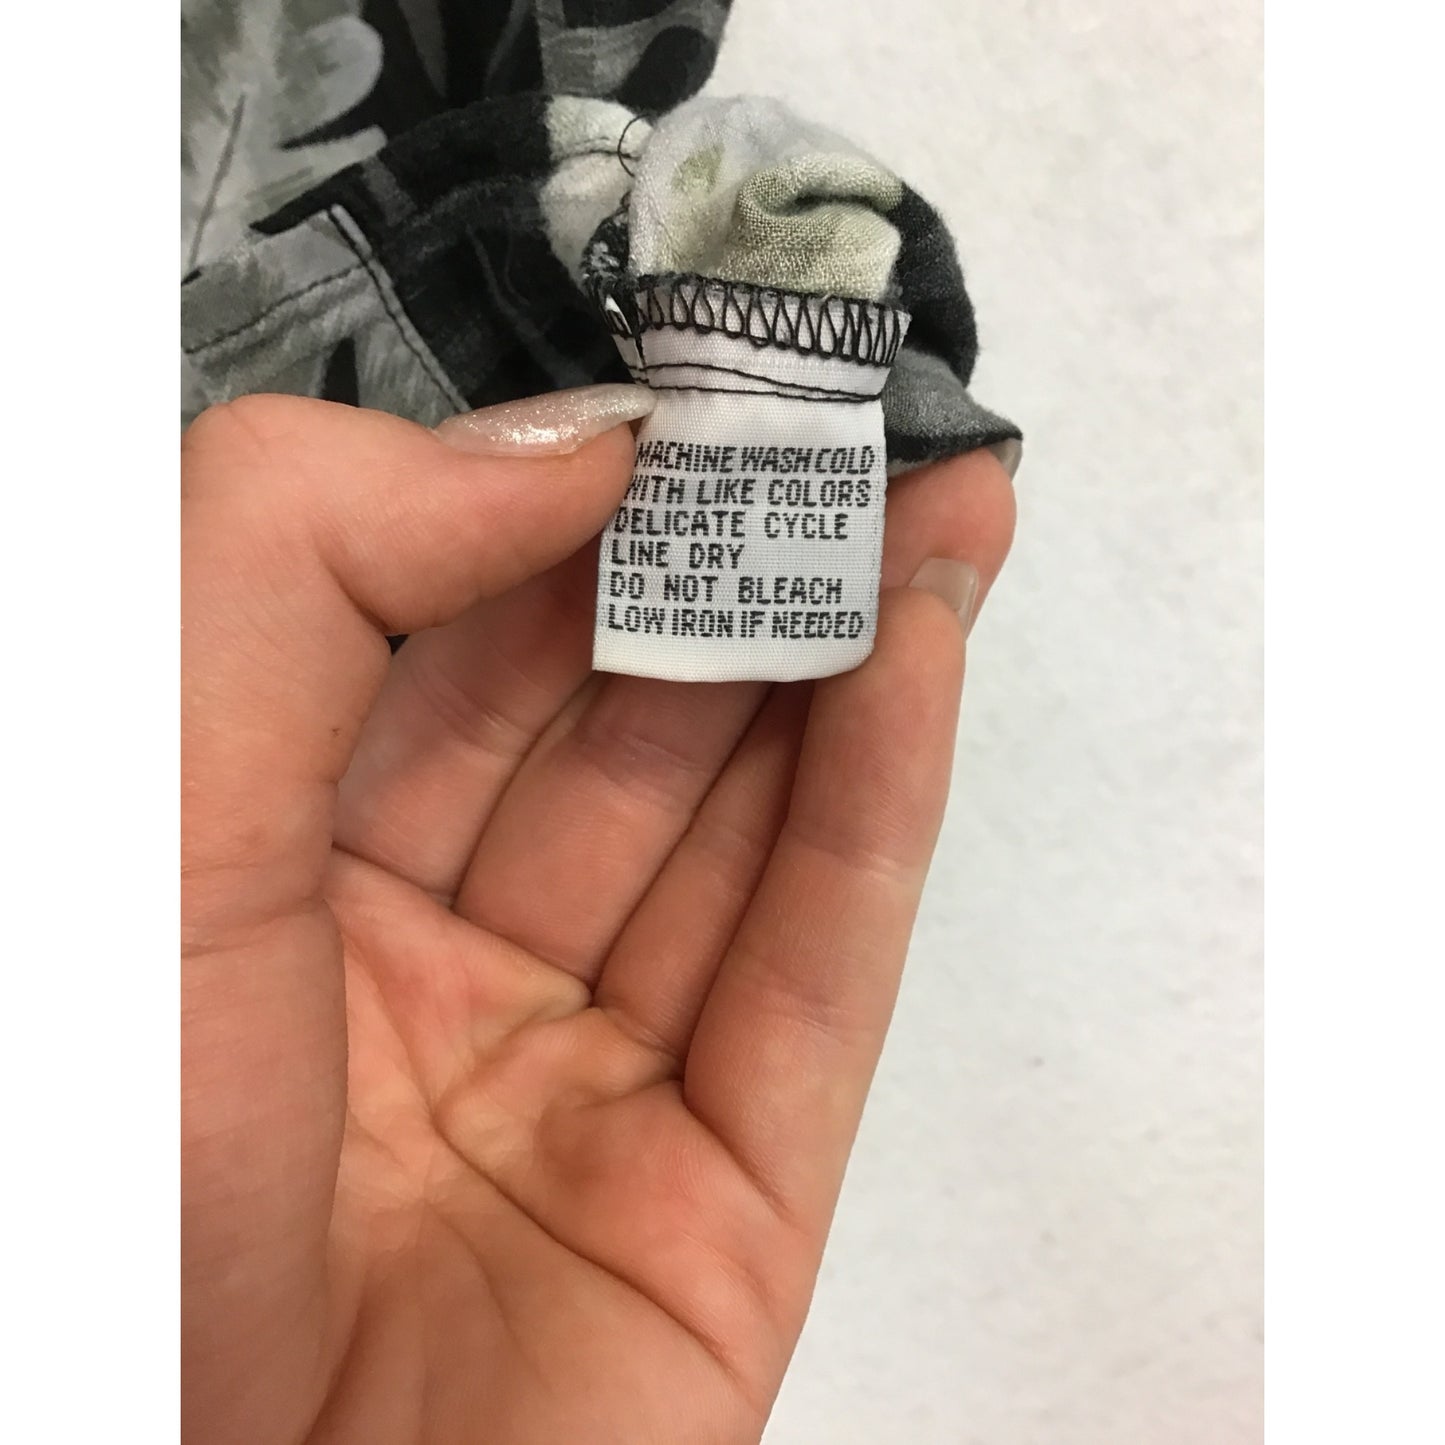 MACHINE WASH COLD
WITH LIKE COLORS
DELICATE CYCLE
LINE DRY
DO NOT BLEACH
LOW IRON IF NEEDED